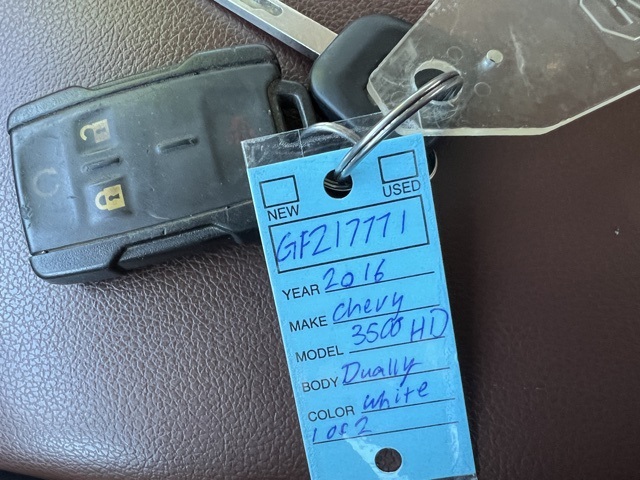 NEW USED
GF217771
YEAR 2016
MAKE Chevy
MODEL 3500 HD
BODY Dually
COLOR white
1 of 2